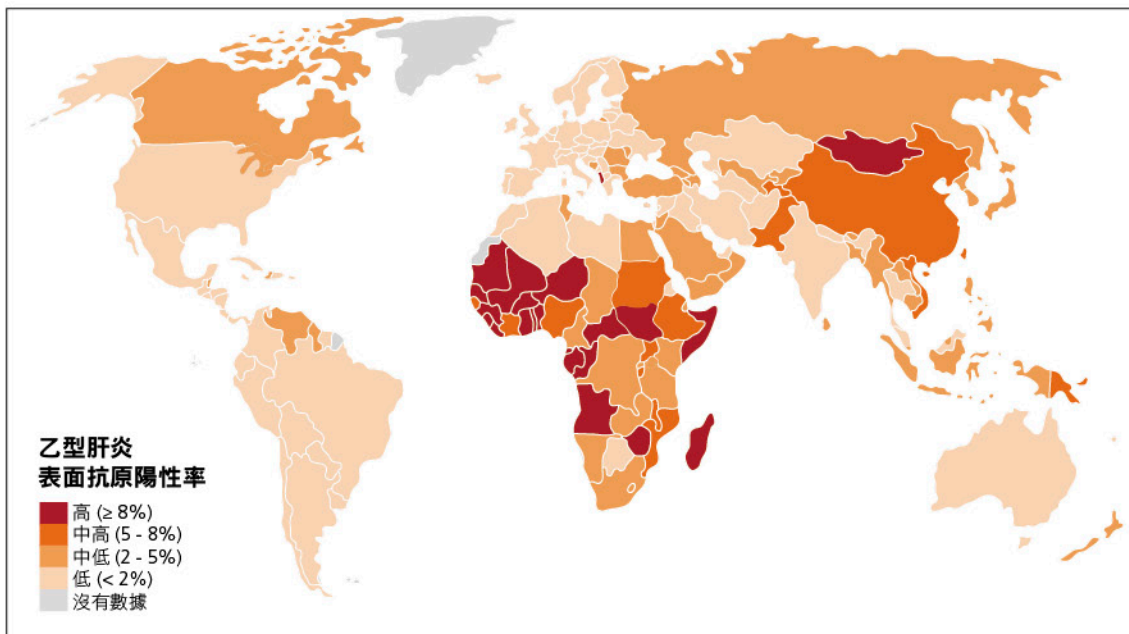 乙型肝炎
表面抗原陽性率
高 (≥ 8%)
中高 (5 - 8%)
中低 (2 - 5%)
低 (< 2%)
沒有數據